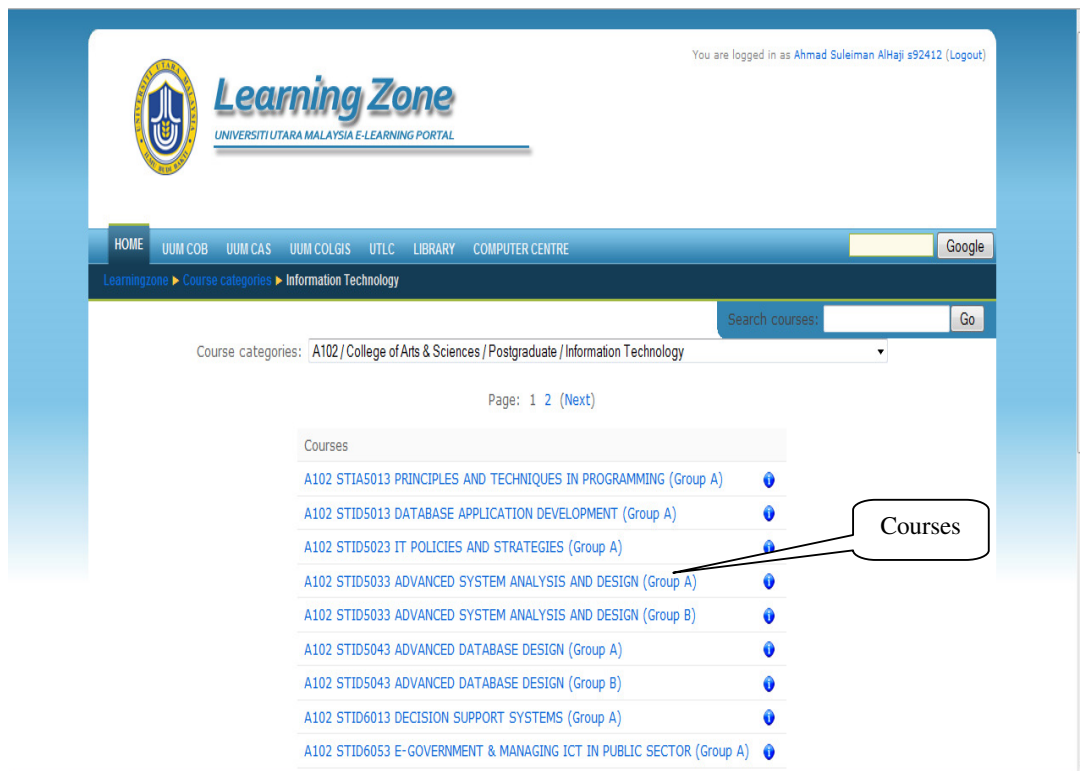 You are logged in as Ahmad Suleiman AlHaji s92412 (Logout)
UNIVERSITI UTARA MALAYSIA
ILMU BUDI BAKTI
Learning Zone
UNIVERSITI UTARA MALAYSIA E-LEARNING PORTAL
HOME UUM COB UUM CAS UUM COLGIS UTLC LIBRARY COMPUTER CENTRE Google
Learningzone ► Course categories ► Information Technology
Search courses: Go
Course categories: A102 / College of Arts & Sciences / Postgraduate / Information Technology
Page: 1 2 (Next)
Courses
A102 STIA5013 PRINCIPLES AND TECHNIQUES IN PROGRAMMING (Group A)
A102 STID5013 DATABASE APPLICATION DEVELOPMENT (Group A)
Courses
A102 STID5023 IT POLICIES AND STRATEGIES (Group A)
A102 STID5033 ADVANCED SYSTEM ANALYSIS AND DESIGN (Group A)
A102 STID5033 ADVANCED SYSTEM ANALYSIS AND DESIGN (Group B)
A102 STID5043 ADVANCED DATABASE DESIGN (Group A)
A102 STID5043 ADVANCED DATABASE DESIGN (Group B)
A102 STID6013 DECISION SUPPORT SYSTEMS (Group A)
A102 STID6053 E-GOVERNMENT & MANAGING ICT IN PUBLIC SECTOR (Group A)